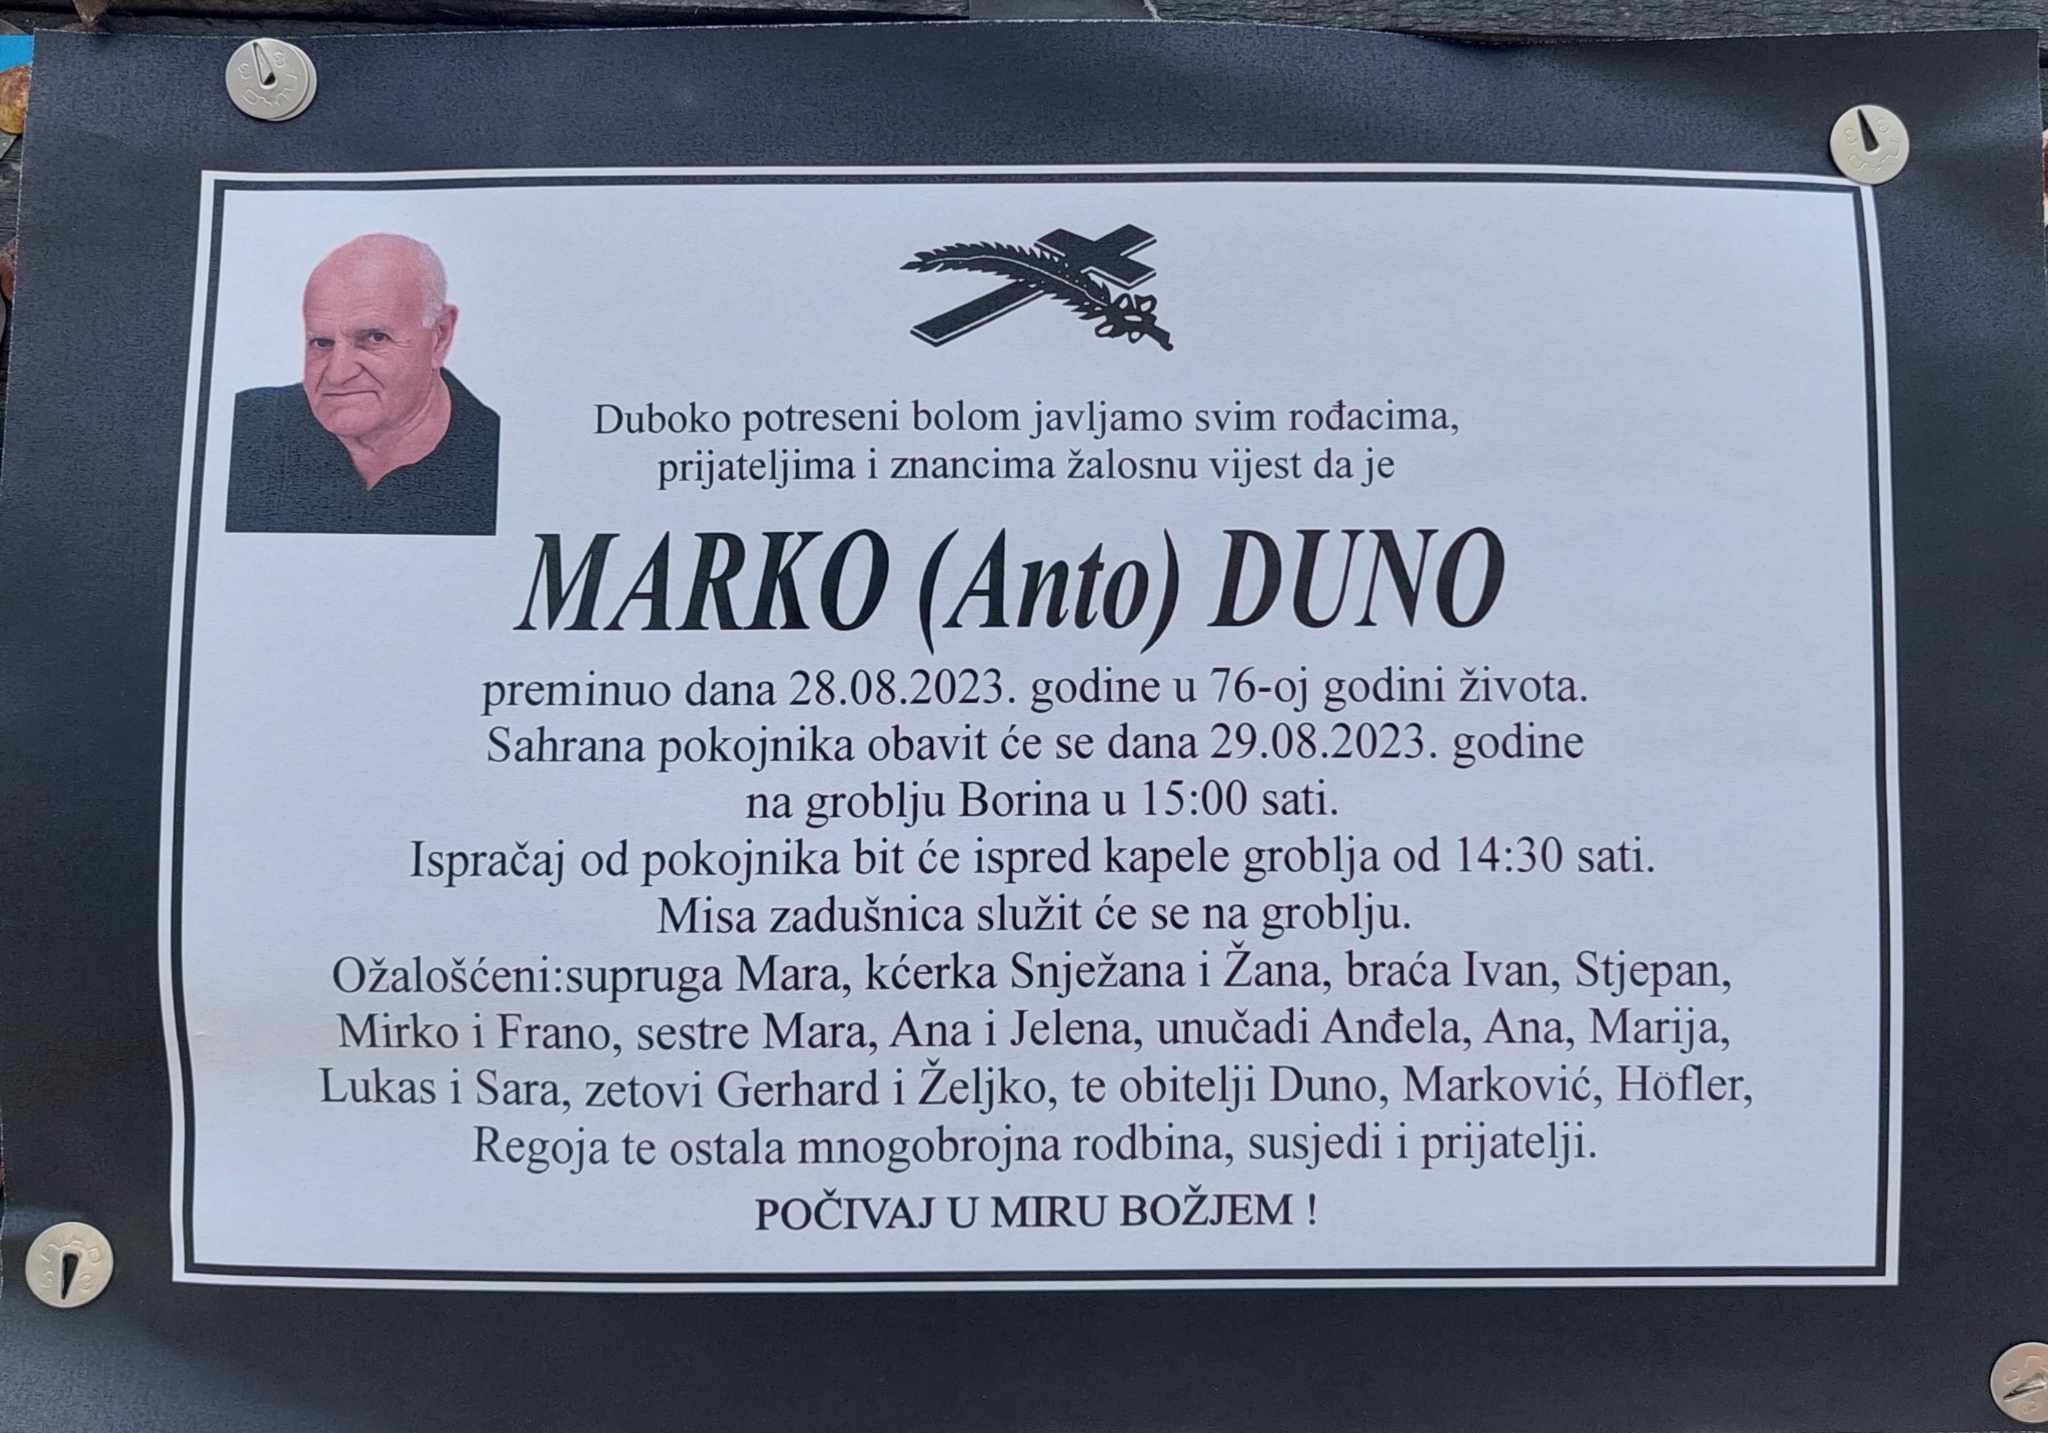 Duboko potreseni bolom javljamo svim rođacima,
prijateljima i znancima žalosnu vijest da je
MARKO (Anto) DUNO
preminuo dana 28.08.2023. godine u 76-oj godini života.
Sahrana pokojnika obavit će se dana 29.08.2023. godine
na groblju Borina u 15:00 sati.
Ispračaj od pokojnika bit će ispred kapele groblja od 14:30 sati.
Misa zadušnica služit će se na groblju.
Ožalošćeni:supruga Mara, kćerka Snježana i Žana, braća Ivan, Stjepan,
Mirko i Frano, sestre Mara, Ana i Jelena, unučadi Anđela, Ana, Marija,
Lukas i Sara, zetovi Gerhard i Željko, te obitelji Duno, Marković, Höfler,
Regoja te ostala mnogobrojna rodbina, susjedi i prijatelji.
POČIVAJ U MIRU BOŽJEM !